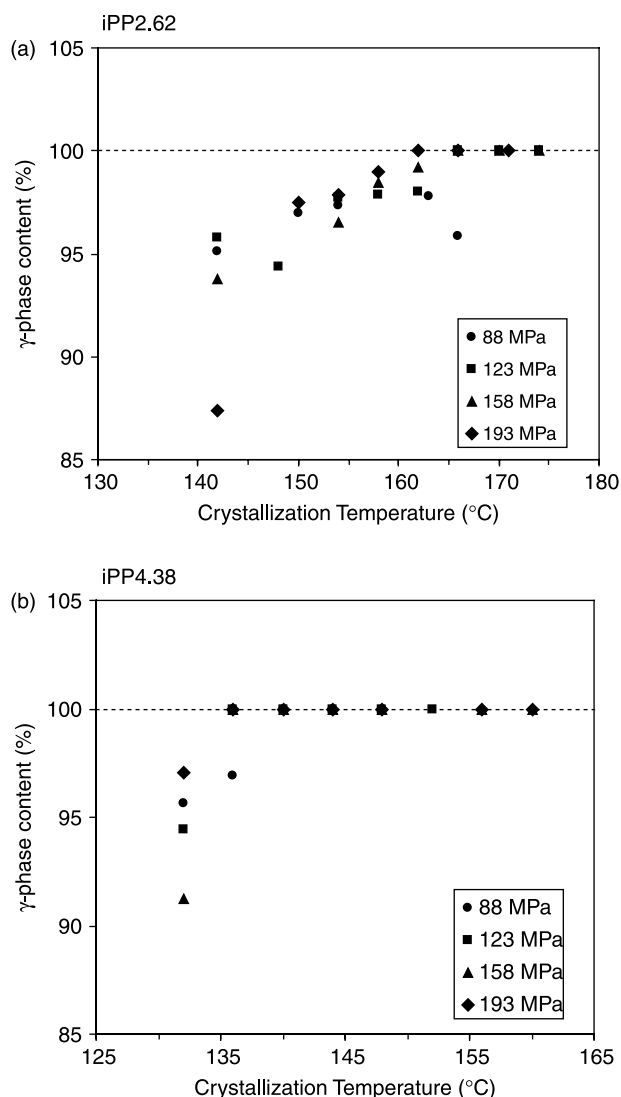 iPP2.62
(a)
105
100
95
90
85
γ-phase content (%)
130 140 150 160 170 180
Crystallization Temperature (°C)
88 MPa
123 MPa
158 MPa
193 MPa
iPP4.38
(b)
105
100
95
90
85
γ-phase content (%)
125 135 145 155 165
Crystallization Temperature (°C)
88 MPa
123 MPa
158 MPa
193 MPa